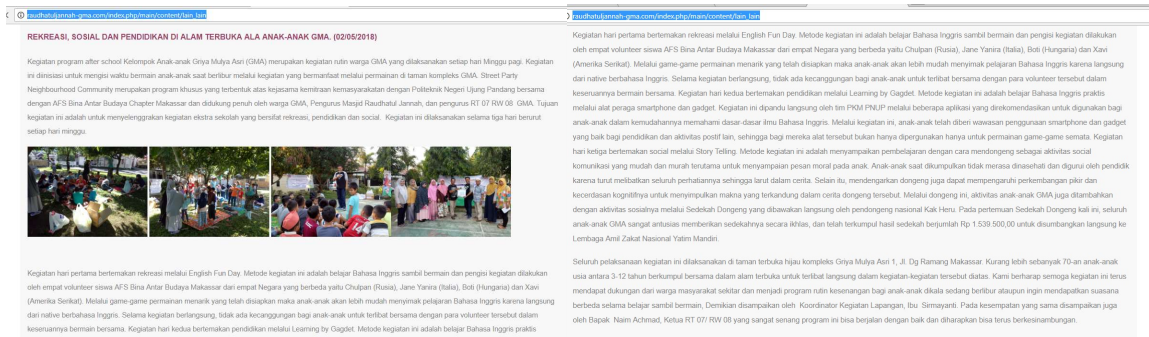 raudhatuljannah-gma.com/index.php/main/content/lain_lain
REKREASI, SOSIAL DAN PENDIDIKAN DI ALAM TERBUKA ALA ANAK-ANAK GMA. (02/05/2018)
Kegiatan program after school Kelompok Anak-anak Griya Mulya Asri (GMA) merupakan kegiatan rutin warga GMA yang dilaksanakan setiap hari Minggu pagi. Kegiatan
ini diinisiasi untuk mengisi waktu bermain anak-anak saat berlibur melalui kegiatan yang bermanfaat melalui permainan di taman kompleks GMA. Street Party
Neighbourhood Community merupakan program khusus yang terbentuk atas kejasama kemitraan kemasyarakatan dengan Politeknik Negeri Ujung Pandang bersama
dengan AFS Bina Antar Budaya Chapter Makassar dan didukung penuh oleh warga GMA, Pengurus Masjid Raudhatul Jannah, dan pengurus RT 07 RW 08 GMA. Tujuan
kegiatan ini adalah untuk menyelenggrakan kegiatan ekstra sekolah yang bersifat rekreasi, pendidikan dan social. Kegiatan ini dilaksanakan selama tiga hari berurut
setiap hari minggu.
Kegiatan hari pertama bertemakan rekreasi melalui English Fun Day. Metode kegiatan ini adalah belajar Bahasa Inggris sambil bermain dan pengisi kegiatan dilakukan
oleh empat volunteer siswa AFS Bina Antar Budaya Makassar dari empat Negara yang berbeda yaitu Chulpan (Rusia), Jane Yanira (Italia), Boti (Hungaria) dan Xavi
(Amerika Serikat). Melalui game-game permainan menarik yang telah disiapkan maka anak-anak akan lebih mudah menyimak pelajaran Bahasa Inggris karena langsung
dari native berbahasa Inggris. Selama kegiatan berlangsung, tidak ada kecanggungan bagi anak-anak untuk terlibat bersama dengan para volunteer tersebut dalam
keseruannya bermain bersama. Kegiatan hari kedua bertemakan pendidikan melalui Learning by Gagdet. Metode kegiatan ini adalah belajar Bahasa Inggris praktis
raudhatuljannah-gma.com/index.php/main/content/lain_lain
Kegiatan hari pertama bertemakan rekreasi melalui English Fun Day. Metode kegiatan ini adalah belajar Bahasa Inggris sambil bermain dan pengisi kegiatan dilakukan
oleh empat volunteer siswa AFS Bina Antar Budaya Makassar dari empat Negara yang berbeda yaitu Chulpan (Rusia), Jane Yanira (Italia), Boti (Hungaria) dan Xavi
(Amerika Serikat). Melalui game-game permainan menarik yang telah disiapkan maka anak-anak akan lebih mudah menyimak pelajaran Bahasa Inggris karena langsung
dari native berbahasa Inggris. Selama kegiatan berlangsung, tidak ada kecanggungan bagi anak-anak untuk terlibat bersama dengan para volunteer tersebut dalam
keseruannya bermain bersama. Kegiatan hari kedua bertemakan pendidikan melalui Learning by Gagdet. Metode kegiatan ini adalah belajar Bahasa Inggris praktis
melalui alat peraga smartphone dan gadget. Kegiatan ini dipandu langsung oleh tim PKM PNUP melalui beberapa aplikasi yang direkomendasikan untuk digunakan bagi
anak-anak dalam kemudahannya memahami dasar-dasar ilmu Bahasa Inggris. Melalui kegiatan ini, anak-anak telah diberi wawasan penggunaan smartphone dan gadget
yang baik bagi pendidikan dan aktivitas postif lain, sehingga bagi mereka alat tersebut bukan hanya dipergunakan hanya untuk permainan game-game semata. Kegiatan
hari ketiga bertemakan social melalui Story Telling. Metode kegiatan ini adalah menyampaikan pembelajaran dengan cara mendongeng sebagai aktivitas social
komunikasi yang mudah dan murah terutama untuk menyampaian pesan moral pada anak. Anak-anak saat dikumpulkan tidak merasa dinasehati dan digurui oleh pendidik
karena turut melibatkan seluruh perhatiannya sehingga larut dalam cerita. Selain itu, mendengarkan dongeng juga dapat mempengaruhi perkembangan pikir dan
kecerdasan kognitifnya untuk menyimpulkan makna yang terkandung dalam cerita dongeng tersebut. Melalui dongeng ini, aktivitas anak-anak GMA juga ditambahkan
dengan aktivitas sosialnya melalui Sedekah Dongeng yang dibawakan langsung oleh pendongeng nasional Kak Heru. Pada pertemuan Sedekah Dongeng kali ini, seluruh
anak-anak GMA sangat antusias memberikan sedekahnya secara ikhlas, dan telah terkumpul hasil sedekah berjumlah Rp 1.539.500,00 untuk disumbangkan langsung ke
Lembaga Amil Zakat Nasional Yatim Mandiri.
Seluruh pelaksanaan kegiatan ini dilaksanakan di taman terbuka hijau kompleks Griya Mulya Asri 1, Jl. Dg Ramang Makassar. Kurang lebih sebanyak 70-an anak-anak
usia antara 3-12 tahun berkumpul bersama dalam alam terbuka untuk terlibat langsung dalam kegiatan-kegiatan tersebut diatas. Kami berharap semoga kegiatan ini terus
mendapat dukungan dari warga masyarakat sekitar dan menjadi program rutin kesenangan bagi anak-anak dikala sedang berlibur ataupun ingin mendapatkan suasana
berbeda selama belajar sambil bermain, Demikian disampaikan oleh Koordinator Kegiatan Lapangan, Ibu Sirmayanti. Pada kesempatan yang sama disampaikan juga
oleh Bapak Naim Achmad, Ketua RT 07/ RW 08 yang sangat senang program ini bisa berjalan dengan baik dan diharapkan bisa terus berkesinambungan.